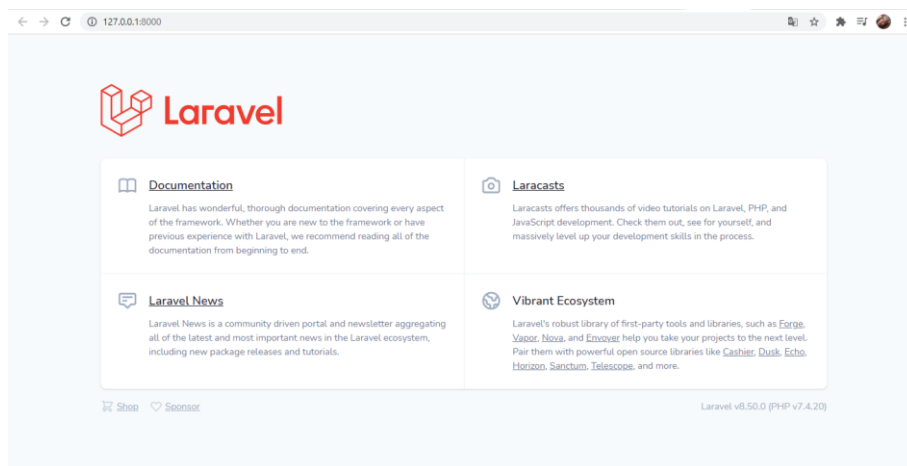 127.0.0.1:8000
Laravel
Documentation
Laravel has wonderful, thorough documentation covering every aspect
of the framework. Whether you are new to the framework or have
previous experience with Laravel, we recommend reading all of the
documentation from beginning to end.
Laracasts
Laracasts offers thousands of video tutorials on Laravel, PHP, and
JavaScript development. Check them out, see for yourself, and
massively level up your development skills in the process.
Laravel News
Laravel News is a community driven portal and newsletter aggregating
all of the latest and most important news in the Laravel ecosystem,
including new package releases and tutorials.
Vibrant Ecosystem
Laravel's robust library of first-party tools and libraries, such as Forge,
Vapor, Nova, and Envoyer help you take your projects to the next level.
Pair them with powerful open source libraries like Cashier, Dusk, Echo,
Horizon, Sanctum, Telescope, and more.
Shop Sponsor
Laravel v8.50.0 (PHP v7.4.20)